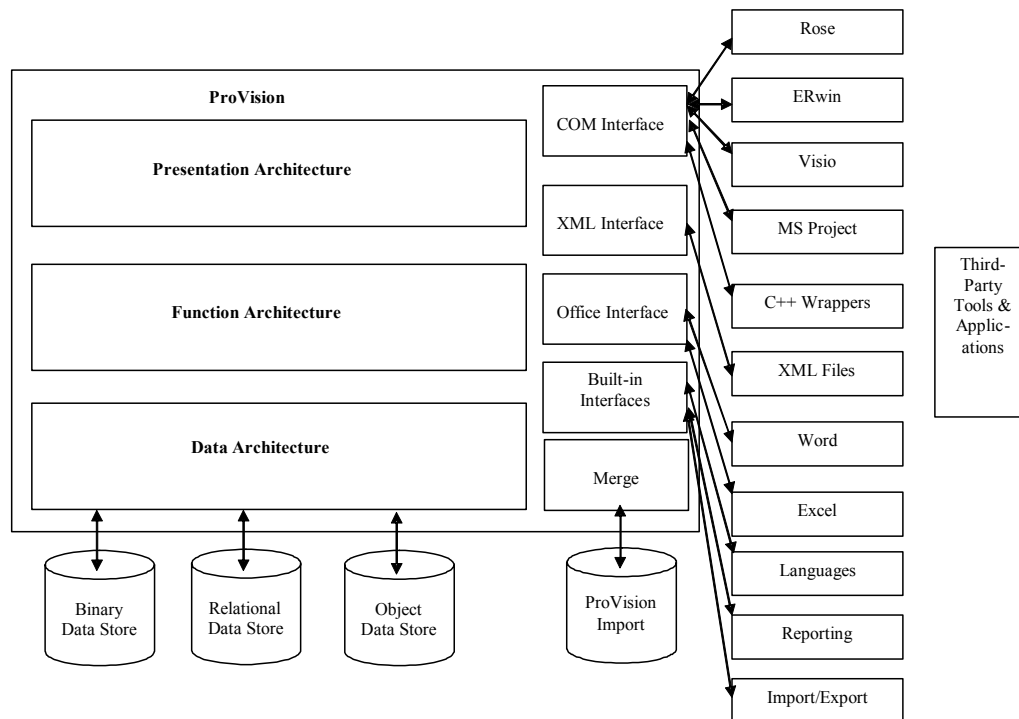 ProVision
Presentation Architecture
Function Architecture
Data Architecture
COM Interface
XML Interface
Office Interface
Built-in
Interfaces
Merge
Binary
Data Store
Relational
Data Store
Object
Data Store
ProVision
Import
Rose
ERwin
Visio
MS Project
C++ Wrappers
XML Files
Word
Excel
Languages
Reporting
Import/Export
Third-
Party
Tools &
Applic-
ations